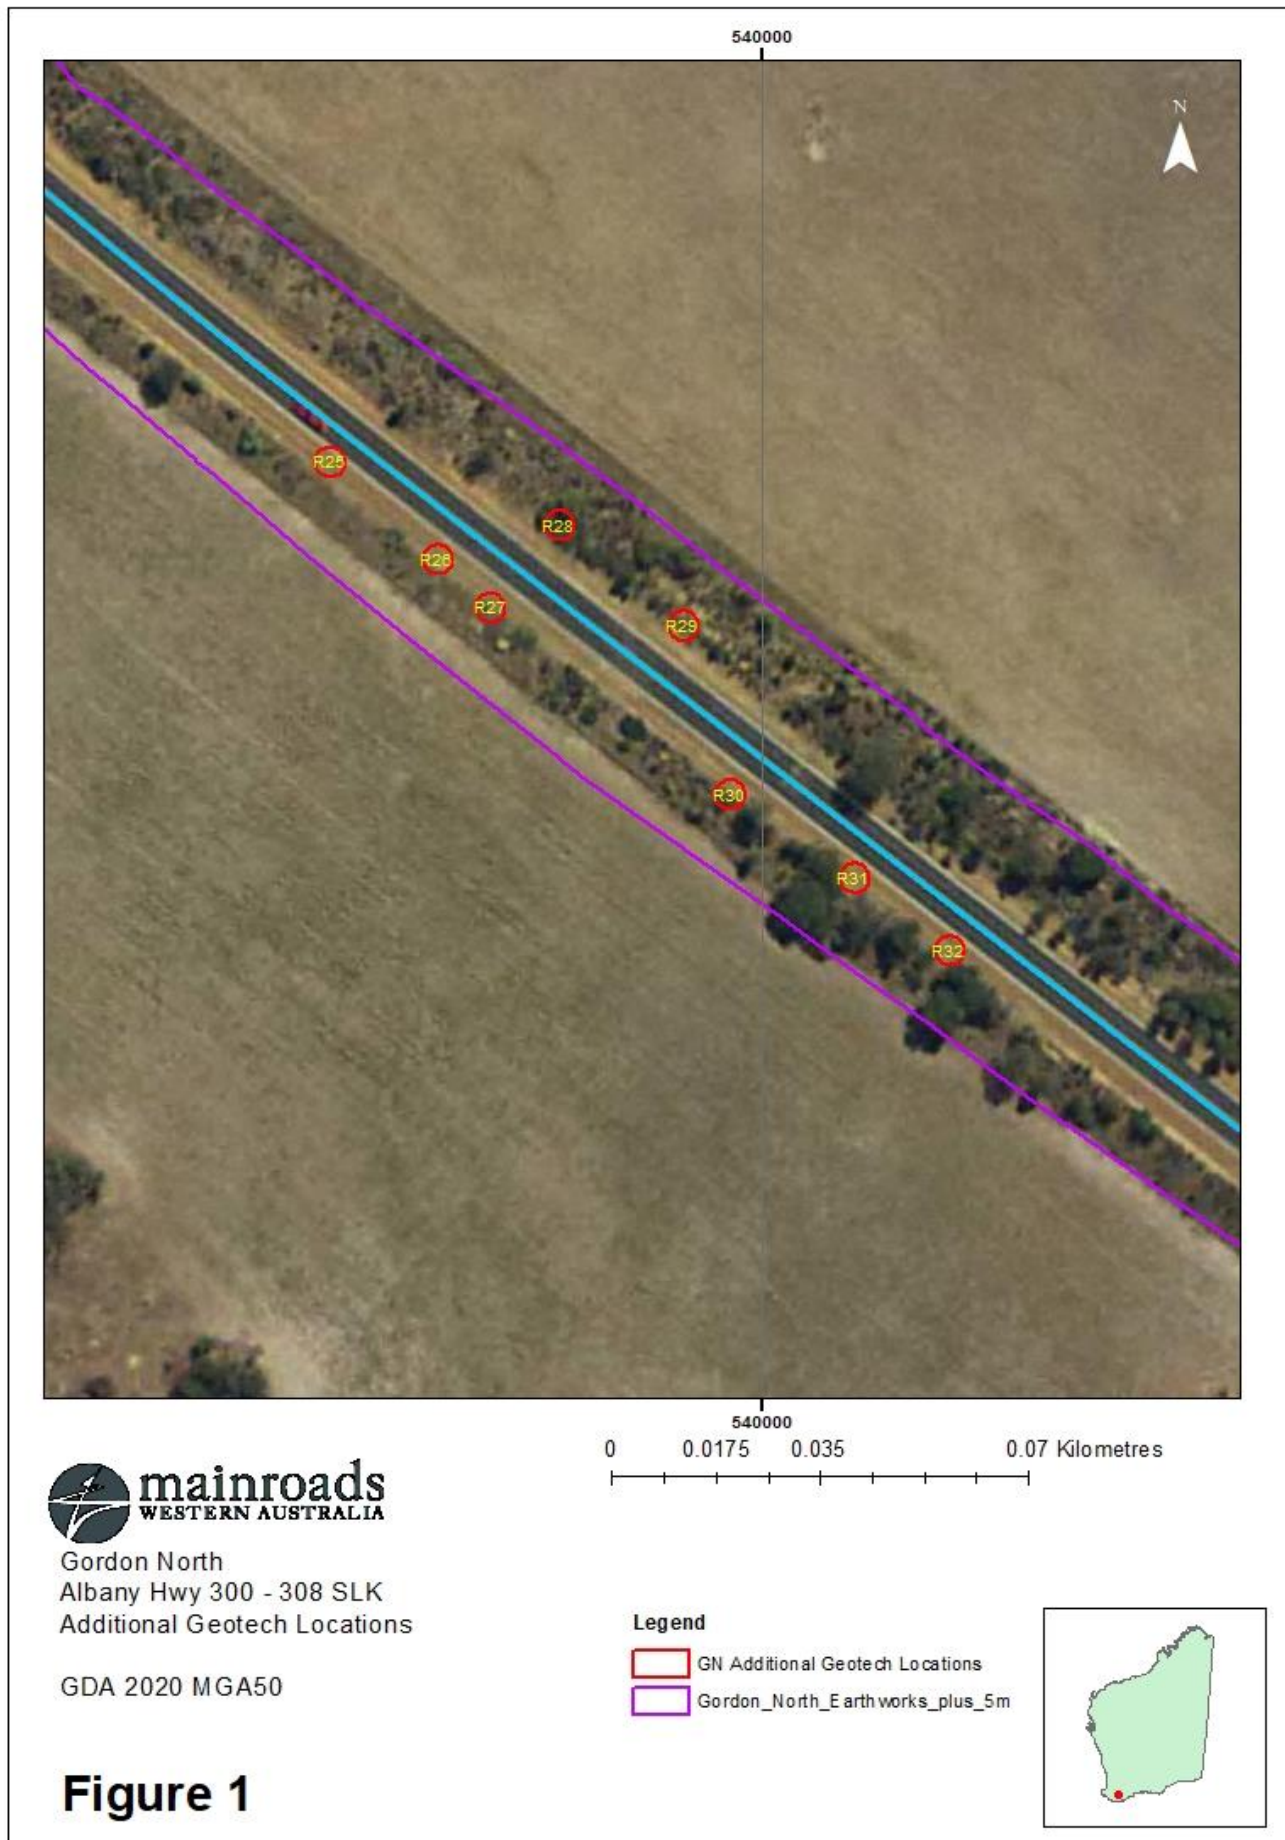 540000
N
R25
R28
R26
R27
R29
R30
R31
R32
540000
0 0.0175 0.035 0.07 Kilometres
mainroads
WESTERN AUSTRALIA
Gordon North
Albany Hwy 300 - 308 SLK
Additional Geotech Locations
GDA 2020 MGA50
Legend
GN Additional Geotech Locations
Gordon_North_Earthworks_plus_5m
Figure 1